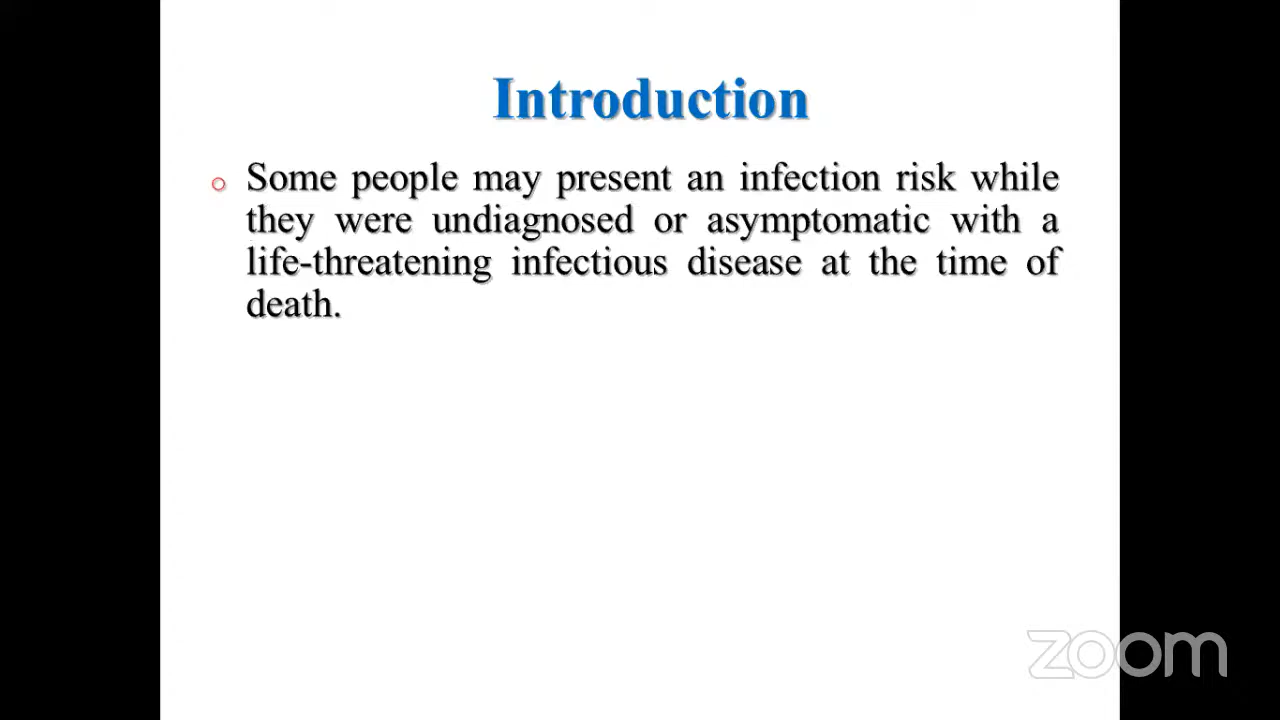 Introduction
Some people may present an infection risk while
they were undiagnosed or asymptomatic with a
life-threatening infectious disease at the time of
death.
zoom